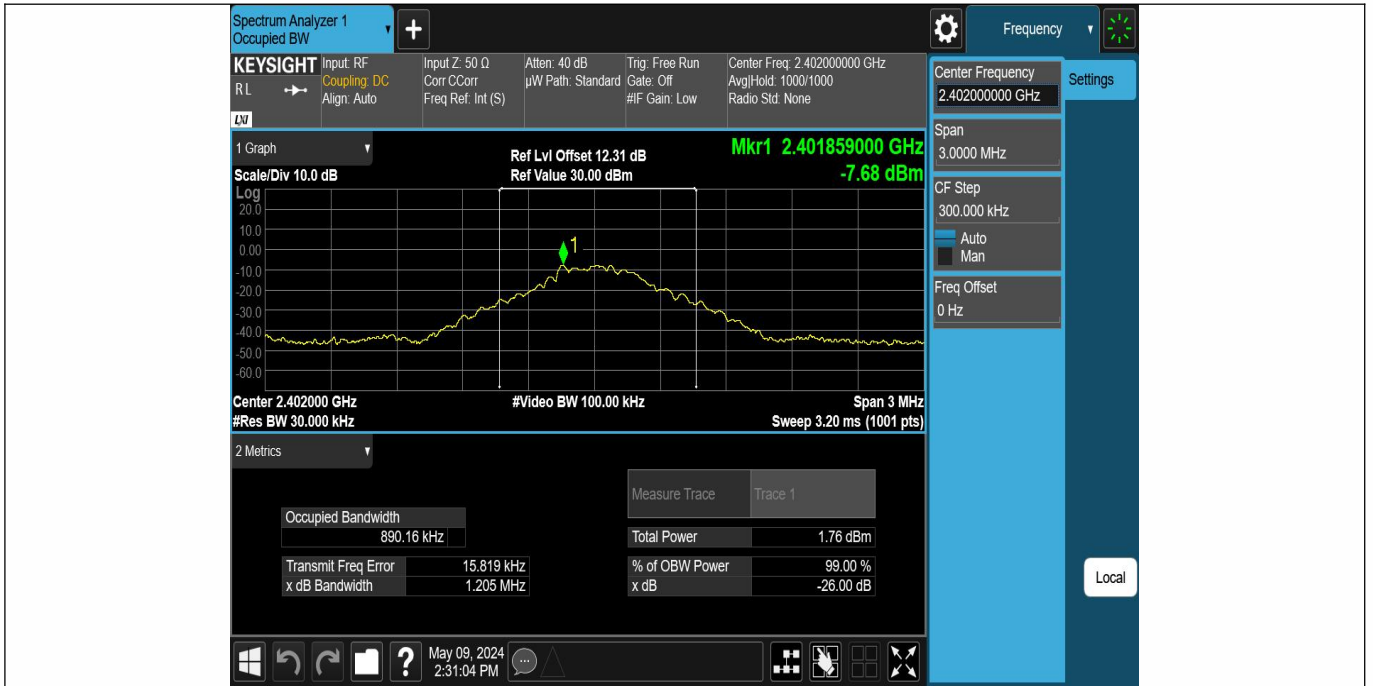 Spectrum Analyzer 1
Occupied BW
+
Frequency
KEYSIGHT
RL
LXI
Input: RF
Coupling: DC
Align: Auto
Input Z: 50 Ω
Corr CCorr
Freq Ref: Int (S)
Atten: 40 dB
µW Path: Standard
Trig: Free Run
Gate: Off
#IF Gain: Low
Center Freq: 2.402000000 GHz
Avg|Hold: 1000/1000
Radio Std: None
Center Frequency
2.402000000 GHz
Settings
Span
3.0000 MHz
CF Step
300.000 kHz
Auto
Man
Freq Offset
0 Hz
Local
1 Graph
Scale/Div 10.0 dB
Ref Lvl Offset 12.31 dB
Ref Value 30.00 dBm
Mkr1 2.401859000 GHz
-7.68 dBm
Log
20.0
10.0
0.00
-10.0
-20.0
-30.0
-40.0
-50.0
-60.0
1
Center 2.402000 GHz
#Video BW 100.00 kHz
Span 3 MHz
#Res BW 30.000 kHz
Sweep 3.20 ms (1001 pts)
2 Metrics
Measure Trace Trace 1
Occupied Bandwidth
890.16 kHz
Total Power 1.76 dBm
Transmit Freq Error 15.819 kHz
% of OBW Power 99.00 %
x dB Bandwidth 1.205 MHz
x dB -26.00 dB
?
May 09, 2024
2:31:04 PM